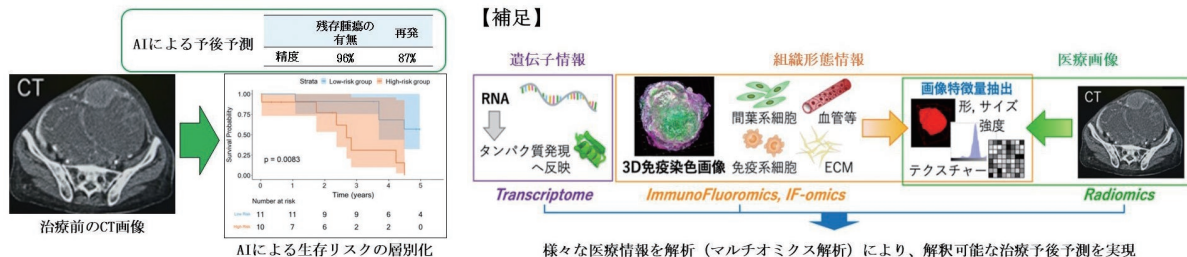 AIによる予後予測
残存腫瘍の有無
再発
精度
96%
87%
CT
治療前のCT画像
Strata
Low-risk group
High-risk group
Survival Probability
1.00
0.75
0.50
0.25
0.00
p = 0.0083
0 1 2 3 4 5
Time (years)
Number at risk
Low Risk 11 11 9 9 6 4
High Risk 10 7 6 2 2 0
AIによる生存リスクの層別化
【補足】
遺伝子情報
RNA
タンパク質発現
へ反映
Transcriptome
組織形態情報
3D免疫染色画像
間葉系細胞
血管等
免疫系細胞
ECM
ImmunoFluoromics, IF-omics
医療画像
画像特徴量抽出
形, サイズ
強度
テクスチャー
CT
Radiomics
様々な医療情報を解析（マルチオミクス解析）により、解釈可能な治療予後予測を実現